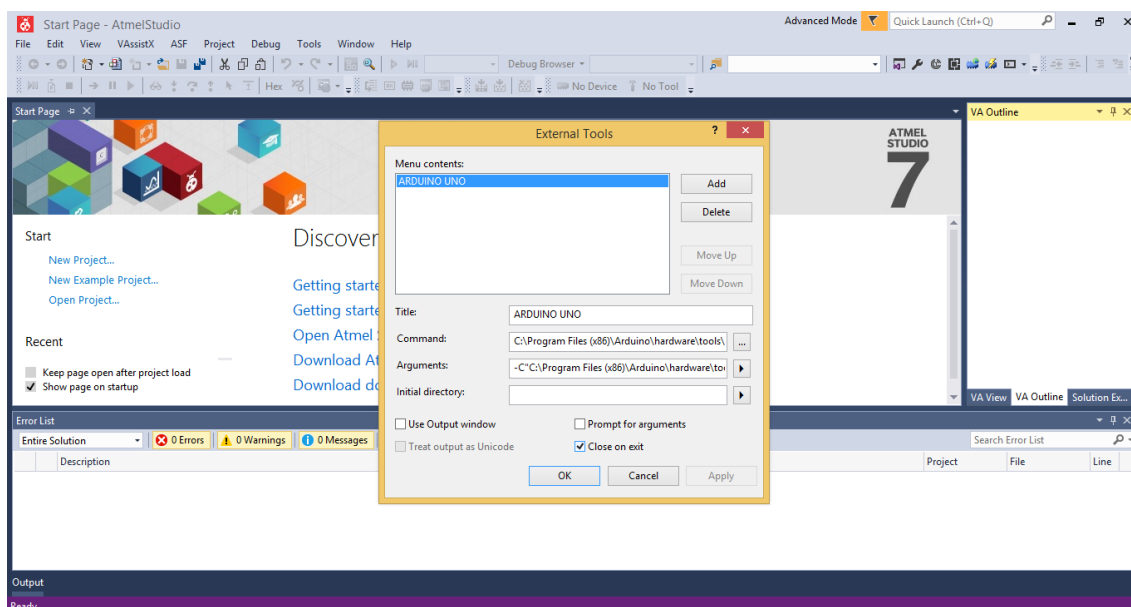 Start Page - AtmelStudio
Advanced Mode
Quick Launch (Ctrl+Q)
File Edit View VAssistX ASF Project Debug Tools Window Help
Debug Browser
Hex
No Device
No Tool
Start Page
VA Outline
ATMEL
STUDIO
7
Start
New Project...
New Example Project...
Open Project...
Recent
Keep page open after project load
Show page on startup
Discover
Getting starte
Getting starte
Open Atmel
Download At
Download do
External Tools
?
Menu contents:
ARDUINO UNO
Add
Delete
Move Up
Move Down
Title:
ARDUINO UNO
Command:
C:\Program Files (x86)\Arduino\hardware\tools\
...
Arguments:
-C"C:\Program Files (x86)\Arduino\hardware\to
Initial directory:
Use Output window
Prompt for arguments
Treat output as Unicode
Close on exit
OK
Cancel
Apply
VA View VA Outline Solution Ex...
Error List
Entire Solution
0 Errors
0 Warnings
0 Messages
Search Error List
Description
Project
File
Line
Output
Ready